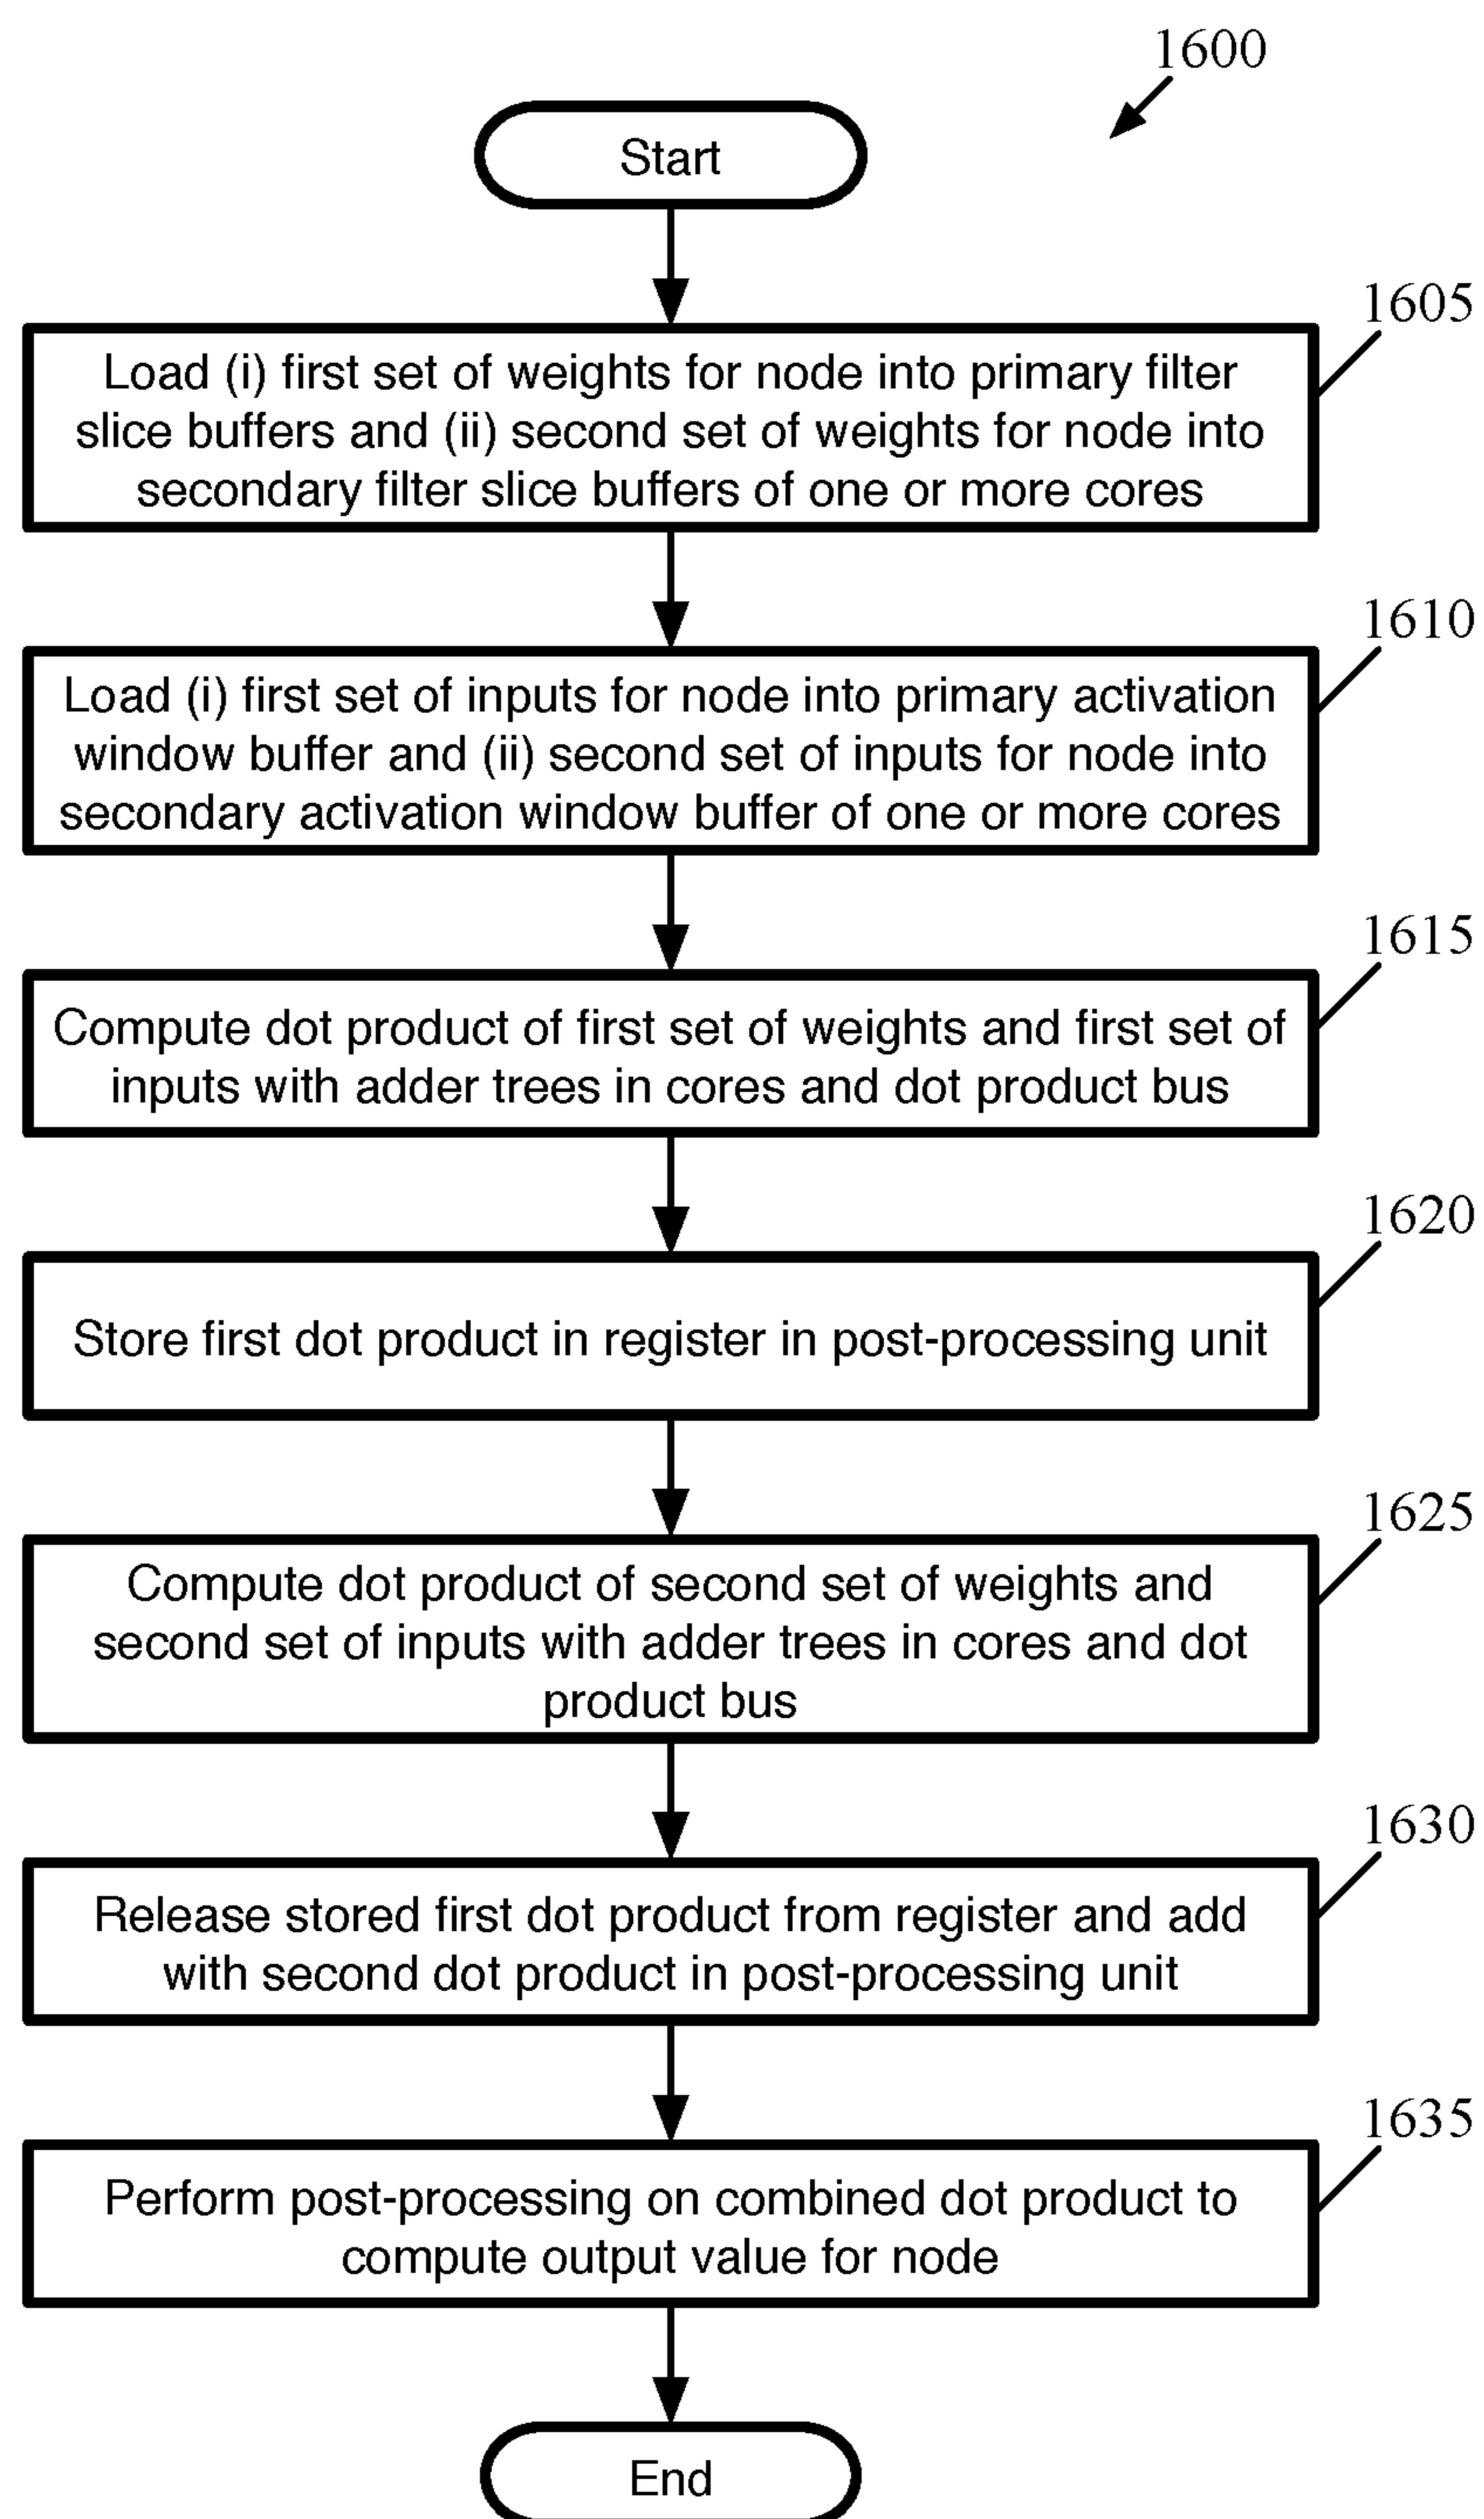 1600
Start
1605
Load (i) first set of weights for node into primary filter
slice buffers and (ii) second set of weights for node into
secondary filter slice buffers of one or more cores
1610
Load (i) first set of inputs for node into primary activation
window buffer and (ii) second set of inputs for node into
secondary activation window buffer of one or more cores
1615
Compute dot product of first set of weights and first set of
inputs with adder trees in cores and dot product bus
1620
Store first dot product in register in post-processing unit
1625
Compute dot product of second set of weights and
second set of inputs with adder trees in cores and dot
product bus
1630
Release stored first dot product from register and add
with second dot product in post-processing unit
1635
Perform post-processing on combined dot product to
compute output value for node
End